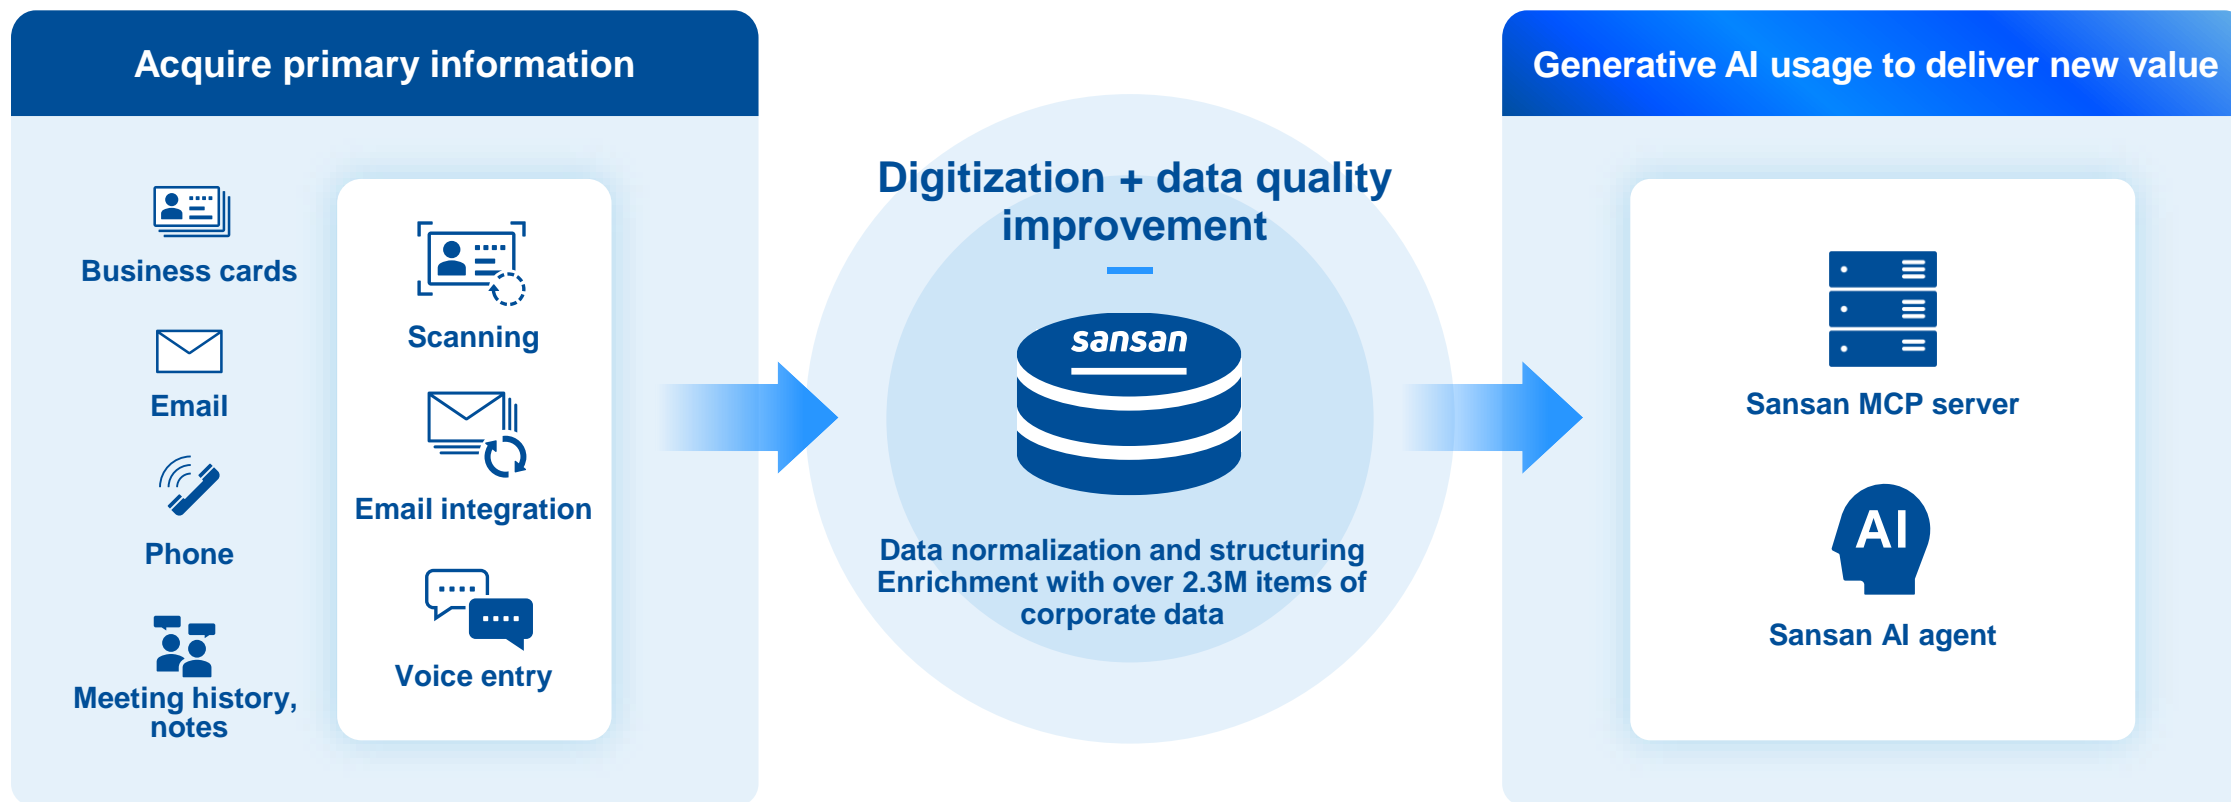 Acquire primary information
Business cards
Email
Phone
Meeting history,
notes
Scanning
Email integration
Voice entry
Digitization + data quality
improvement
sansan
Data normalization and structuring
Enrichment with over 2.3M items of
corporate data
Generative AI usage to deliver new value
Sansan MCP server
AI
Sansan AI agent